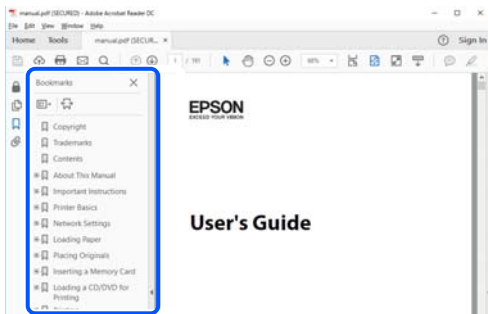 manual.pdf (SECURED) - Adobe Acrobat Reader DC
File Edit View Window Help
Home Tools manual.pdf (SECUR... ×
Sign In
Bookmarks
Copyright
Trademarks
Contents
About This Manual
Important Instructions
Printer Basics
Network Settings
Loading Paper
Placing Originals
Inserting a Memory Card
Loading a CD/DVD for
Printing
EPSON
EXCEED YOUR VISION
User's Guide